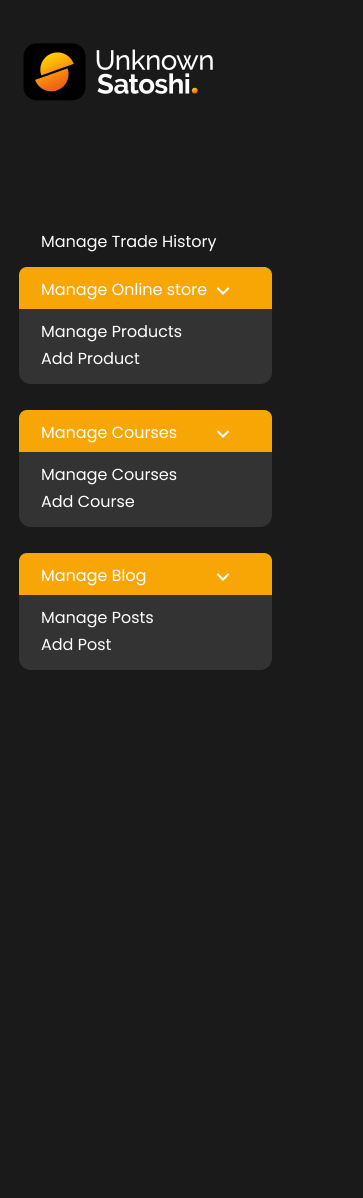 Unknown
Satoshi.
Manage Trade History
Manage Online store
Manage Products
Add Product
Manage Courses
Manage Courses
Add Course
Manage Blog
Manage Posts
Add Post